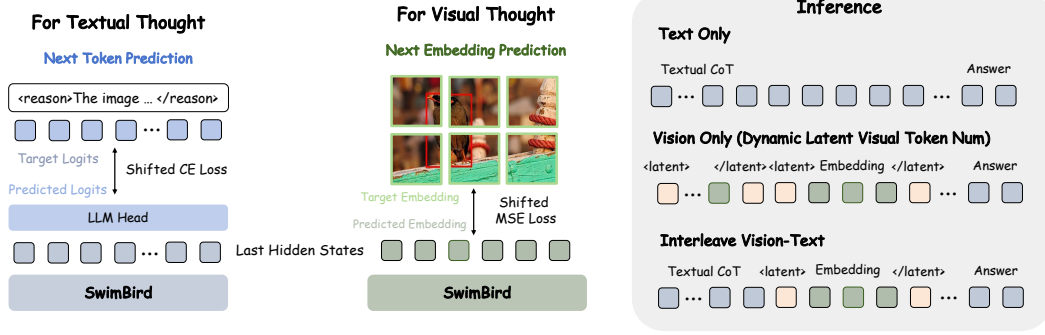 For Textual Thought
Next Token Prediction
<reason>The image ... </reason>
Target Logits
Shifted CE Loss
Predicted Logits
LLM Head
Last Hidden States
SwimBird
For Visual Thought
Next Embedding Prediction
Target Embedding
Shifted
MSE Loss
Predicted Embedding
SwimBird
Inference
Text Only
Textual CoT
Answer
Vision Only (Dynamic Latent Visual Token Num)
<latent> </latent> <latent> Embedding </latent> Answer
Interleave Vision-Text
Textual CoT <latent> Embedding </latent> Answer